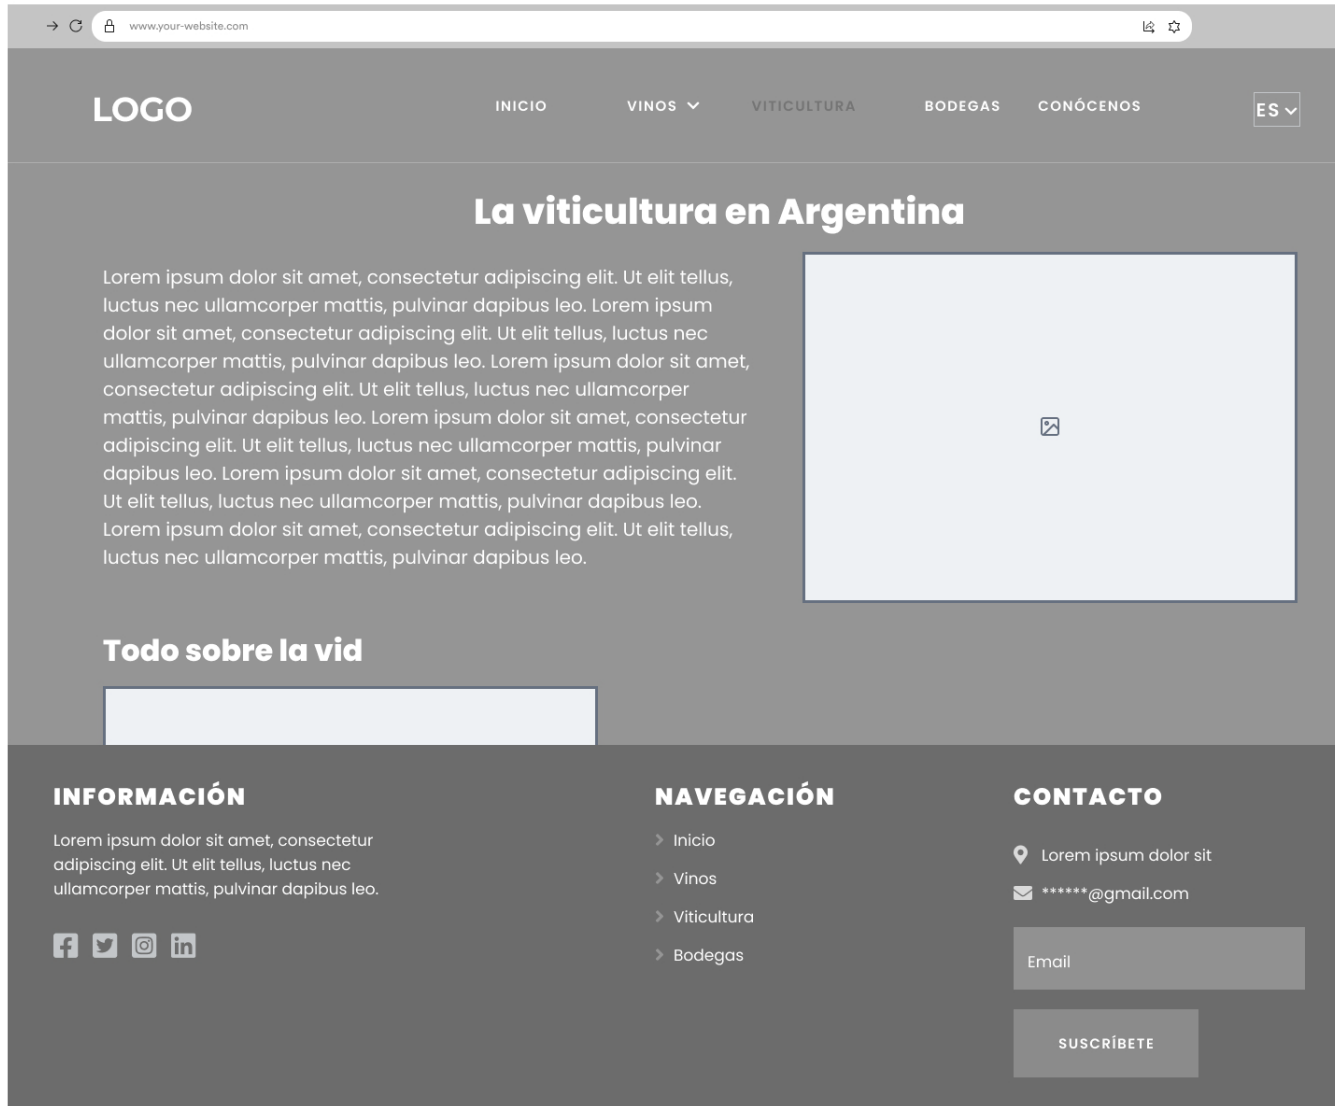 www.your-website.com
LOGO
INICIO
VINOS
VITICULTURA
BODEGAS
CONÓCENOS
ES
La viticultura en Argentina
Lorem ipsum dolor sit amet, consectetur adipiscing elit. Ut elit tellus,
luctus nec ullamcorper mattis, pulvinar dapibus leo. Lorem ipsum
dolor sit amet, consectetur adipiscing elit. Ut elit tellus, luctus nec
ullamcorper mattis, pulvinar dapibus leo. Lorem ipsum dolor sit amet,
consectetur adipiscing elit. Ut elit tellus, luctus nec ullamcorper
mattis, pulvinar dapibus leo. Lorem ipsum dolor sit amet, consectetur
adipiscing elit. Ut elit tellus, luctus nec ullamcorper mattis, pulvinar
dapibus leo. Lorem ipsum dolor sit amet, consectetur adipiscing elit.
Ut elit tellus, luctus nec ullamcorper mattis, pulvinar dapibus leo.
Lorem ipsum dolor sit amet, consectetur adipiscing elit. Ut elit tellus,
luctus nec ullamcorper mattis, pulvinar dapibus leo.
Todo sobre la vid
INFORMACIÓN
Lorem ipsum dolor sit amet, consectetur
adipiscing elit. Ut elit tellus, luctus nec
ullamcorper mattis, pulvinar dapibus leo.
NAVEGACIÓN
Inicio
Vinos
Viticultura
Bodegas
CONTACTO
Lorem ipsum dolor sit
******@gmail.com
Email
SUSCRÍBETE